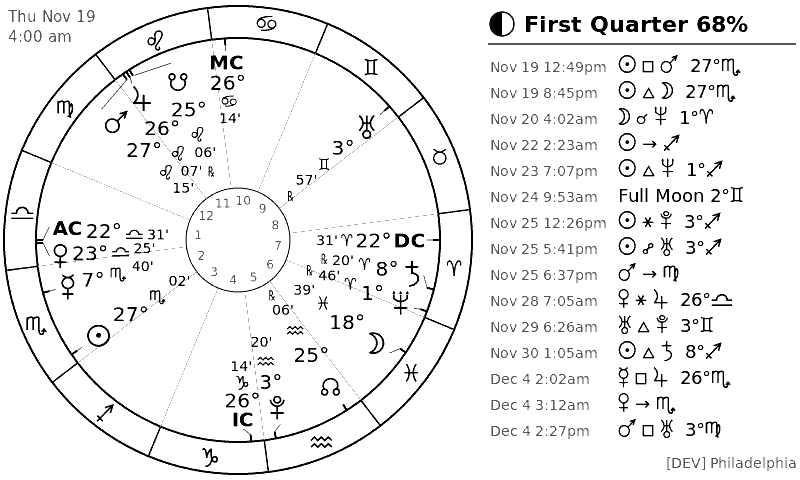 Thu Nov 19
4:00 am
MC
26°
♋
14'
♌
♋
♊
♉
♈
♓
♒
♑
♐
♏
♎
♍
♃
26°
♌
06'
☋
25°
♌
07' ℞
♂
27°
♌
15'
♅
3°
♊
57'
℞
AC 22° ♎ 31'
♀ 23° ♎ 25'
☿ 7° ♏ 40'
☉
27°
♏
02'
31' ♈ 22° DC
℞ 20' ♈ 8° ♄
℞ 46' ♈ 1° ♆
39' ♓ 18° ☽
℞
06'
♒
25°
☊
20'
♒
3°
♇
14'
♑
26°
IC
1
2
3
4
5
6
7
8
9
10
11
12
First Quarter 68%
Nov 19 12:49pm ☉ □ ♂ 27°♏
Nov 19 8:45pm ☉ △ ☽ 27°♏
Nov 20 4:02am ☽ ☌ ♆ 1°♈
Nov 22 2:23am ☉ → ♐
Nov 23 7:07pm ☉ △ ♆ 1°♐
Nov 24 9:53am Full Moon 2°♊
Nov 25 12:26pm ☉ ⚹ ♇ 3°♐
Nov 25 5:41pm ☉ ☍ ♅ 3°♐
Nov 25 6:37pm ♂ → ♍
Nov 28 7:05am ♀ ⚹ ♃ 26°♎
Nov 29 6:26am ♅ △ ♇ 3°♊
Nov 30 1:05am ☉ △ ♄ 8°♐
Dec 4 2:02am ☿ □ ♃ 26°♏
Dec 4 3:12am ♀ → ♏
Dec 4 2:27pm ♂ □ ♅ 3°♍
[DEV] Philadelphia